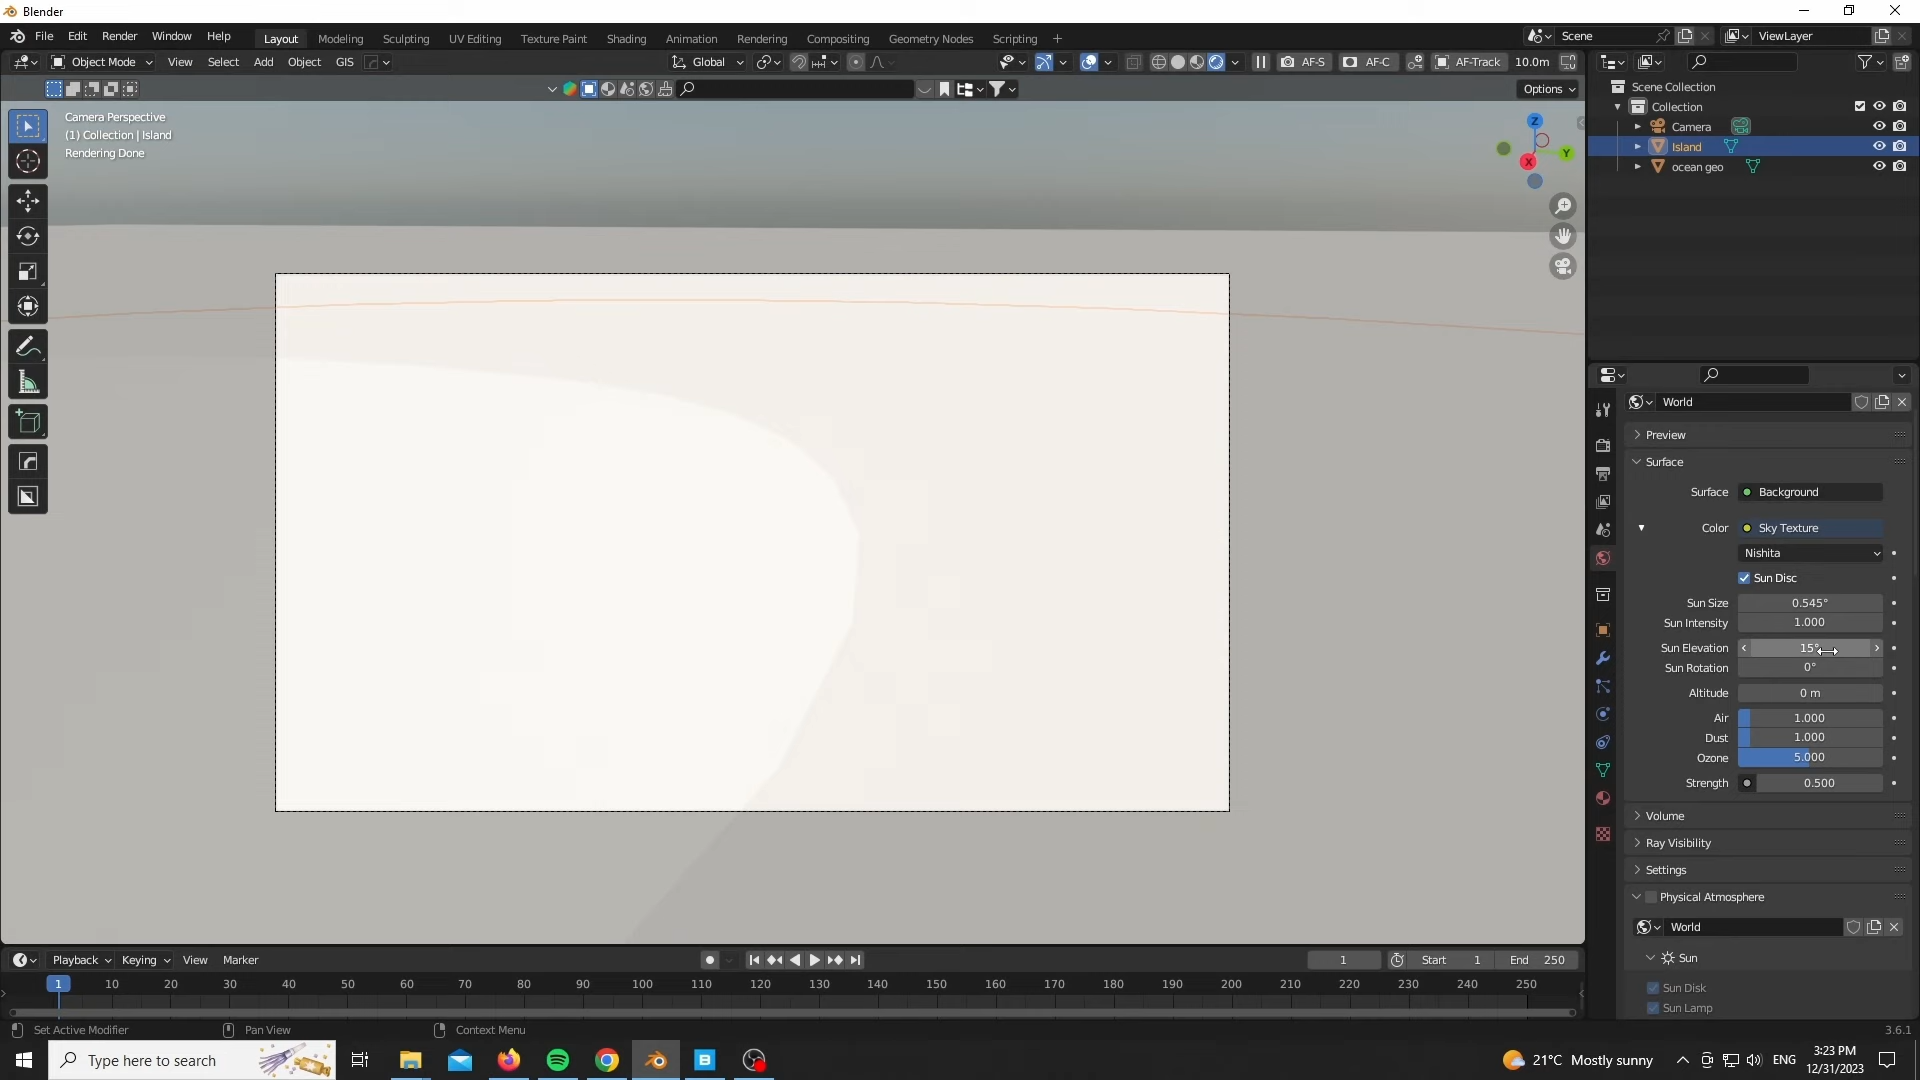 Blender
File Edit Render Window Help
Layout Modeling Sculpting UV Editing Texture Paint Shading Animation Rendering Compositing Geometry Nodes Scripting +
Scene
ViewLayer
Object Mode View Select Add Object GIS
Global
AF-S AF-C AF-Track 10.0m
Options
Camera Perspective
(1) Collection | Island
Rendering Done
Z
Y
X
Scene Collection
Collection
Camera
Island
ocean geo
World
Preview
Surface
Surface Background
Color Sky Texture
Nishita
Sun Disc
Sun Size 0.545°
Sun Intensity 1.000
Sun Elevation 15°
Sun Rotation 0°
Altitude 0 m
Air 1.000
Dust 1.000
Ozone 5.000
Strength 0.500
Volume
Ray Visibility
Settings
Physical Atmosphere
World
Sun
Sun Disk
Sun Lamp
Playback Keying View Marker
1 Start 1 End 250
1 10 20 30 40 50 60 70 80 90 100 110 120 130 140 150 160 170 180 190 200 210 220 230 240 250
Set Active Modifier Pan View Context Menu
3.6.1
Type here to search
21°C Mostly sunny
ENG
3:23 PM
12/31/2023